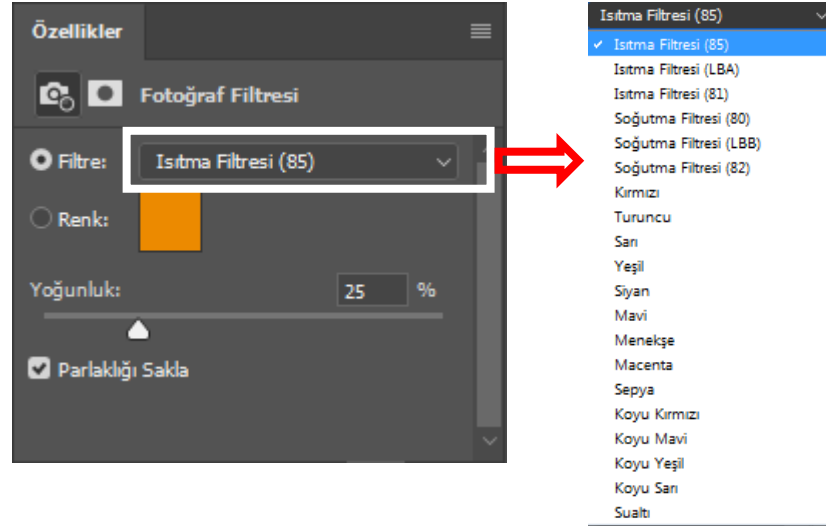 Özellikler
Fotoğraf Filtresi
Filtre: Isıtma Filtresi (85)
Renk:
Yoğunluk: 25 %
Parlaklığı Sakla
Isıtma Filtresi (85)
Isıtma Filtresi (85)
Isıtma Filtresi (LBA)
Isıtma Filtresi (81)
Soğutma Filtresi (80)
Soğutma Filtresi (LBB)
Soğutma Filtresi (82)
Kırmızı
Turuncu
Sarı
Yeşil
Siyan
Mavi
Menekşe
Macenta
Sepya
Koyu Kırmızı
Koyu Mavi
Koyu Yeşil
Koyu Sarı
Sualtı